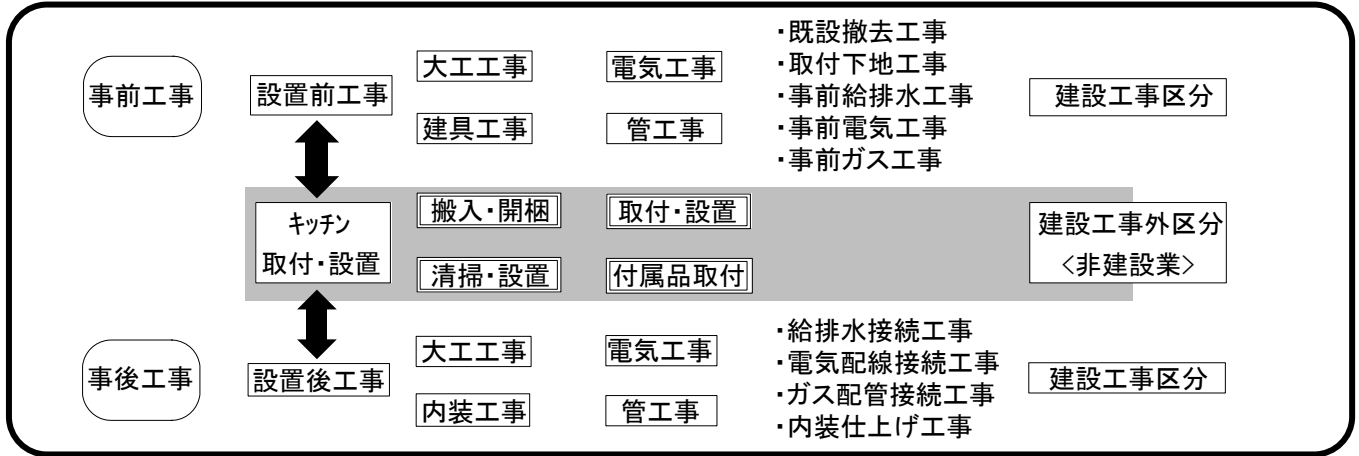 事前工事
設置前工事
大工工事
電気工事
建具工事
管工事
・既設撤去工事
・取付下地工事
・事前給排水工事
・事前電気工事
・事前ガス工事
建設工事区分
キッチン
取付・設置
搬入・開梱
取付・設置
清掃・設置
付属品取付
建設工事外区分
<非建設業>
事後工事
設置後工事
大工工事
電気工事
内装工事
管工事
・給排水接続工事
・電気配線接続工事
・ガス配管接続工事
・内装仕上げ工事
建設工事区分